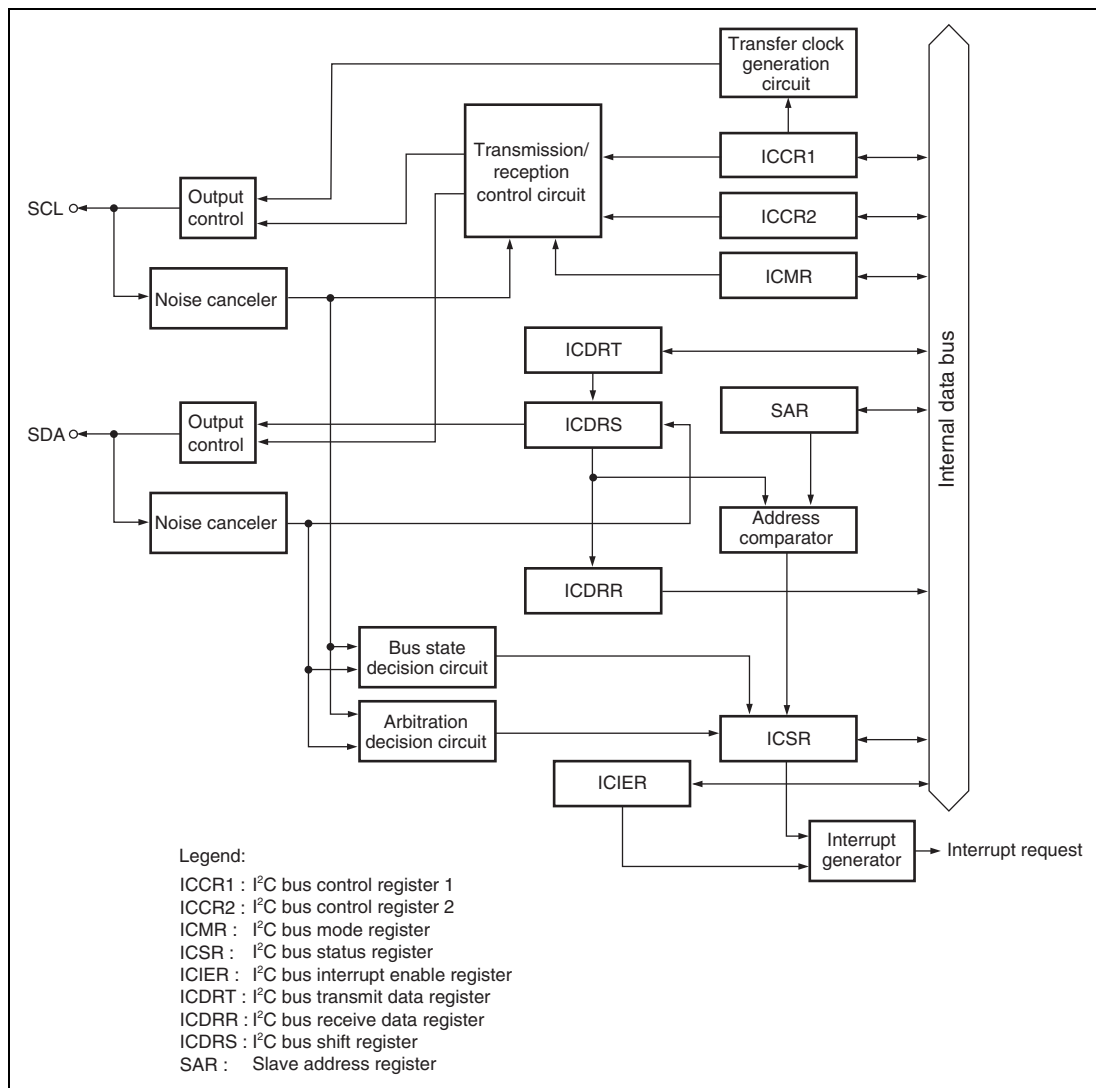 Transfer clock
generation
circuit
Transmission/
reception
control circuit
ICCR1
SCL
Output
control
ICCR2
ICMR
Noise canceler
ICDRT
SAR
SDA
Output
control
ICDRS
Internal data bus
Noise canceler
Address
comparator
ICDRR
Bus state
decision circuit
Arbitration
decision circuit
ICSR
ICIER
Interrupt
generator
Interrupt request
Legend:
ICCR1 : I²C bus control register 1
ICCR2 : I²C bus control register 2
ICMR : I²C bus mode register
ICSR : I²C bus status register
ICIER : I²C bus interrupt enable register
ICDRT : I²C bus transmit data register
ICDRR : I²C bus receive data register
ICDRS : I²C bus shift register
SAR : Slave address register